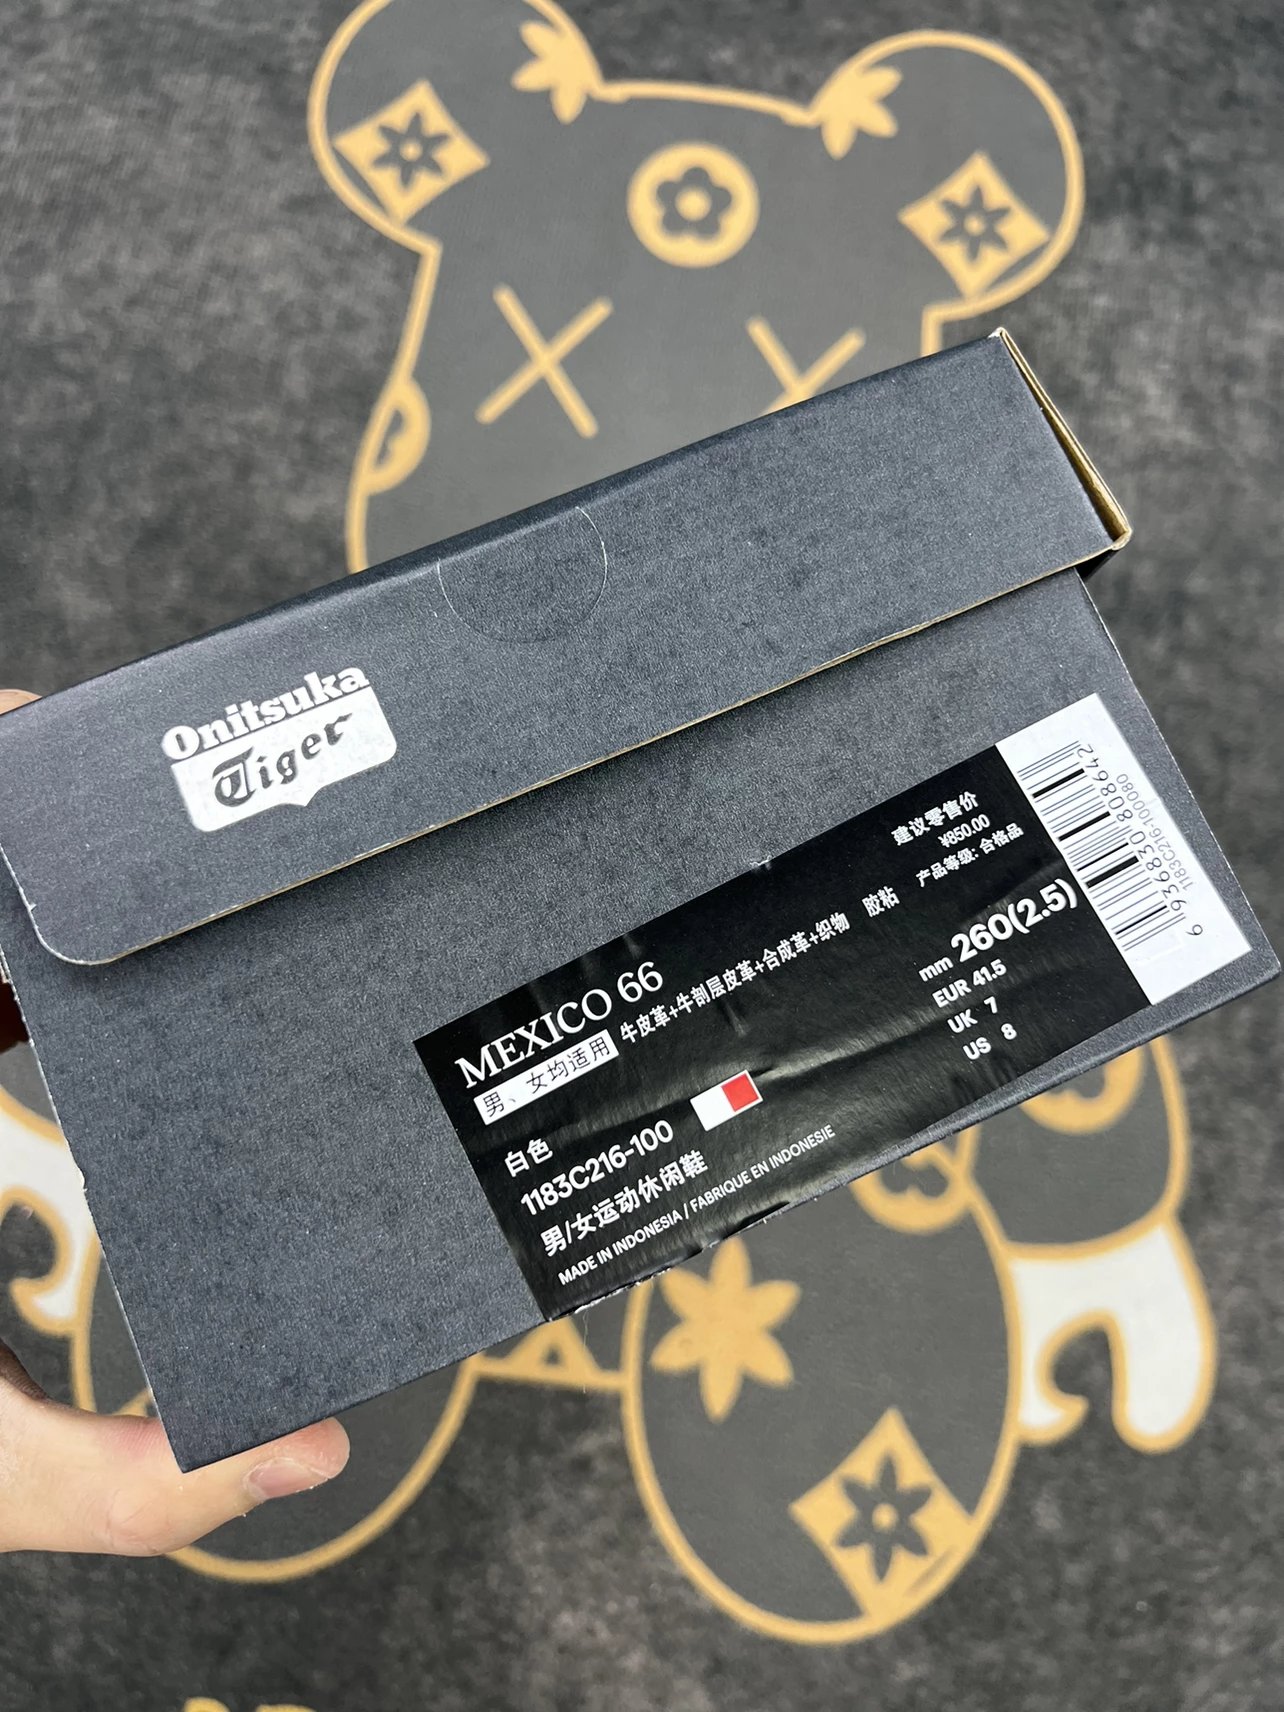 Onitsuka
Tiger
建议零售价
¥850.00
产品等级: 合格品
MEXICO 66
男、女均适用
牛皮革+牛剖层皮革+合成革+织物 胶粘
白色
1183C216-100
男/女运动休闲鞋
MADE IN INDONESIA / FABRIQUE EN INDONESIE
mm 260(2.5)
EUR 41.5
UK 7
US 8
6 936830 808642
1183C216-100080